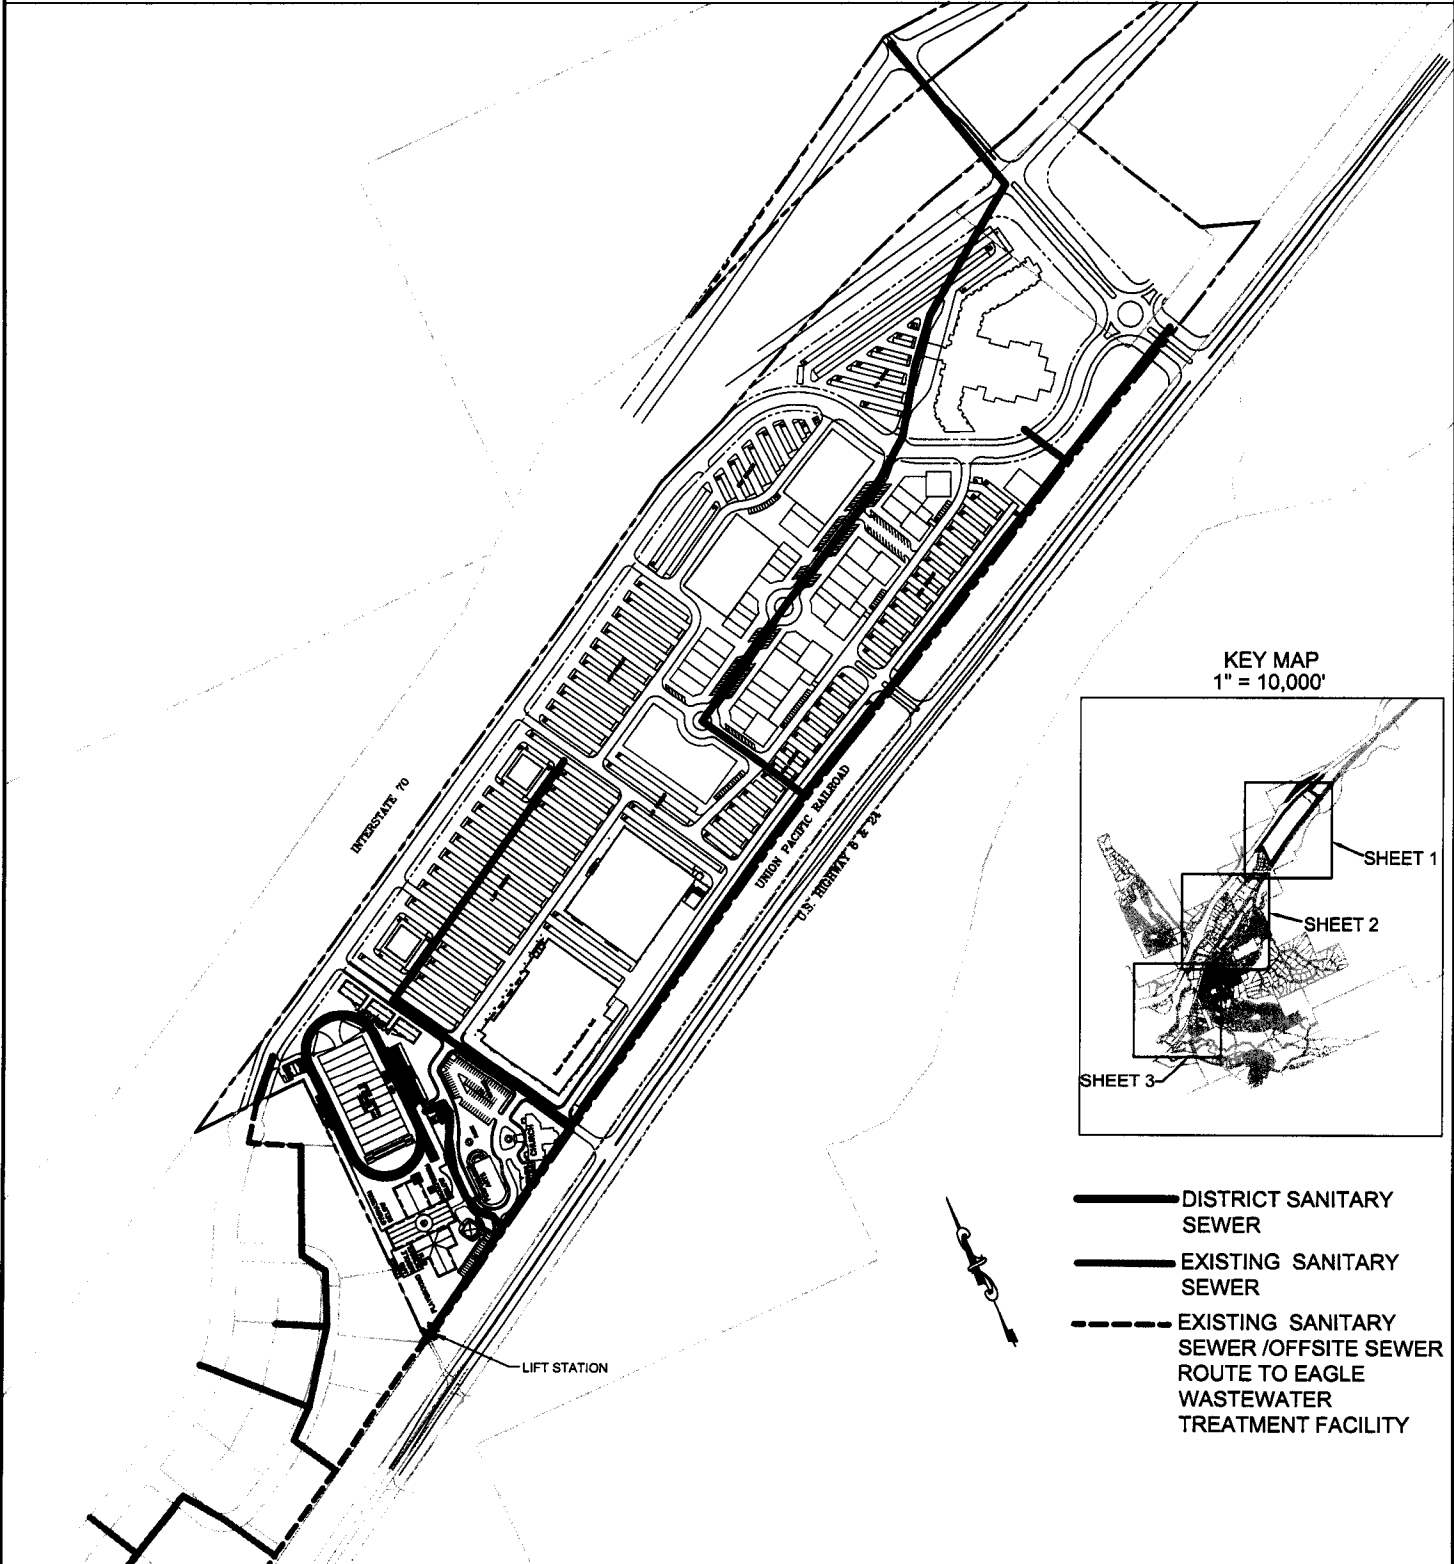 INTERSTATE 70
UNION PACIFIC RAILROAD
U.S. HIGHWAY 6 & 24
CHURCH
LIFT STATION
KEY MAP
1" = 10,000'
SHEET 1
SHEET 2
SHEET 3
DISTRICT SANITARY
SEWER
EXISTING SANITARY
SEWER
EXISTING SANITARY
SEWER /OFFSITE SEWER
ROUTE TO EAGLE
WASTEWATER
TREATMENT FACILITY